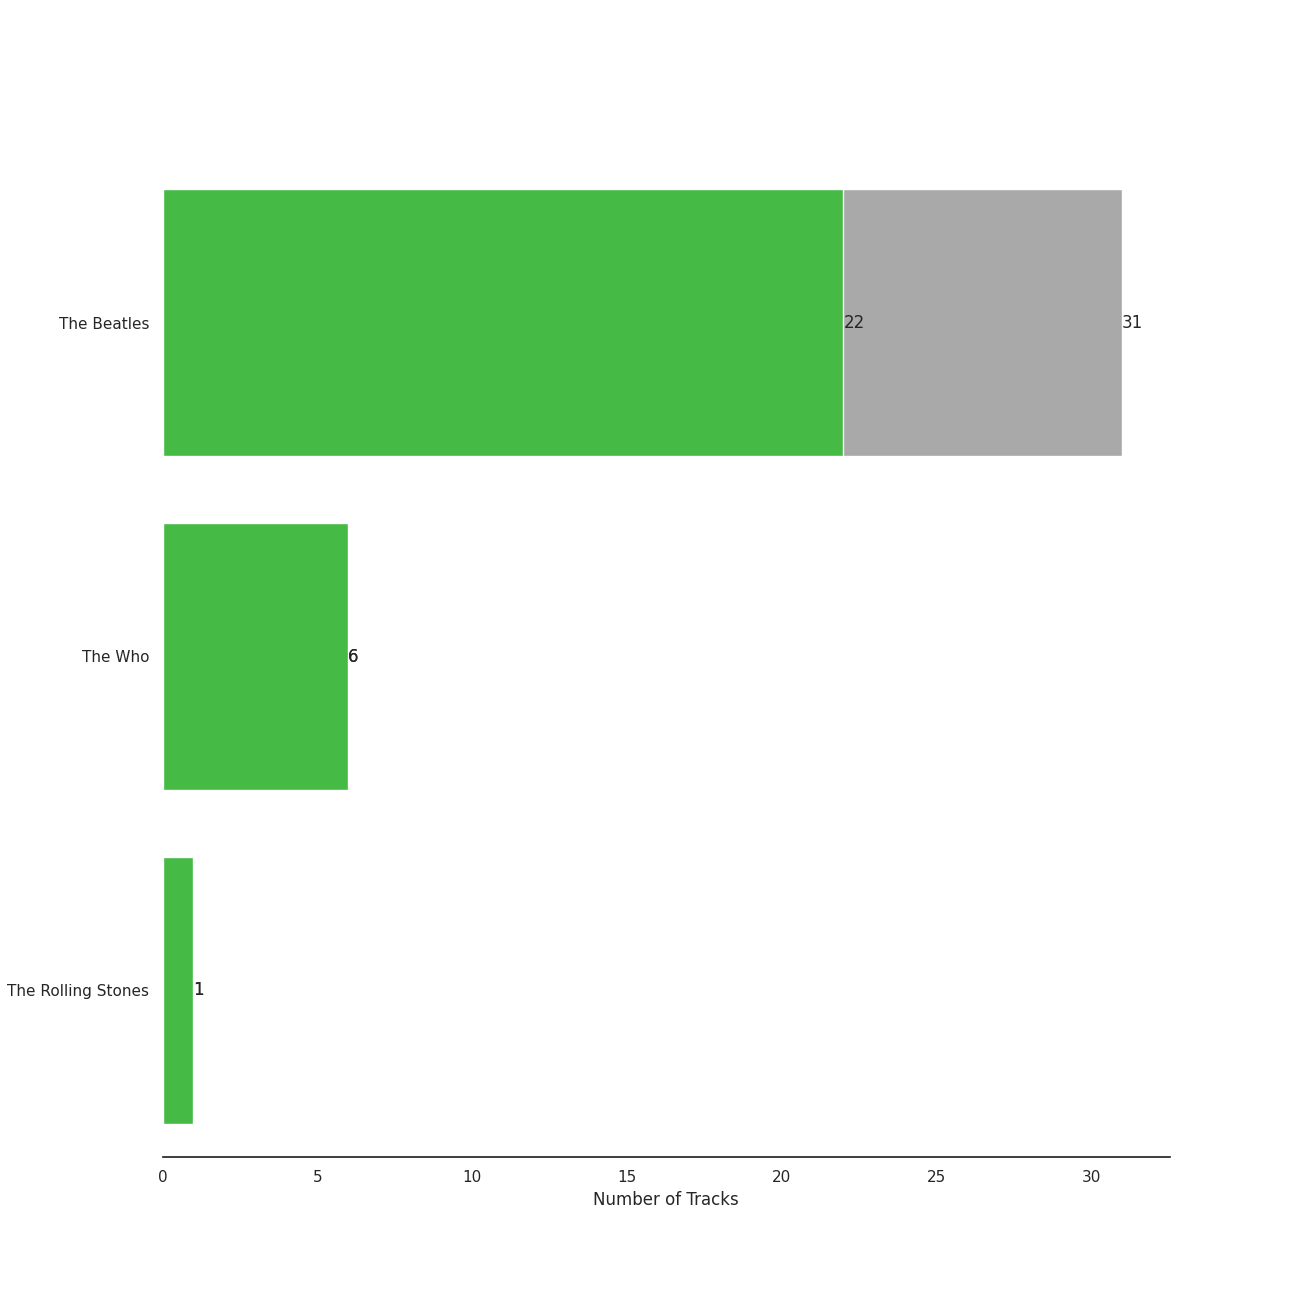 The Beatles 22 31
The Who 6
The Rolling Stones 1
0 5 10 15 20 25 30
Number of Tracks